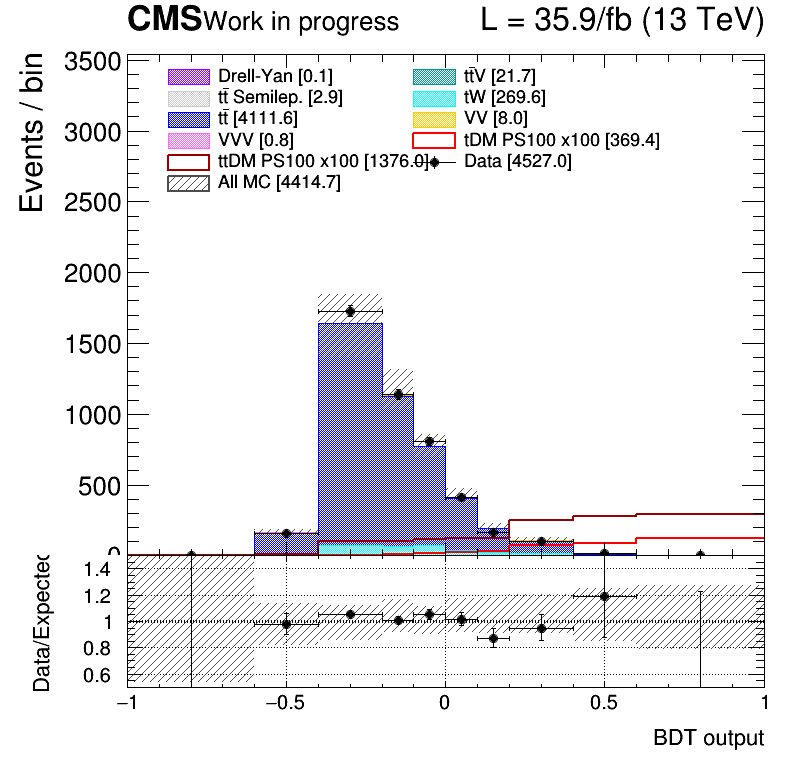 CMS Work in progress L = 35.9/fb (13 TeV)
Events / bin
3500
3000
2500
2000
1500
1000
500
0
Drell-Yan [0.1]
tt̄V [21.7]
tt̄ Semilep. [2.9]
tW [269.6]
tt̄ [4111.6]
VV [8.0]
VVV [0.8]
tDM PS100 x100 [369.4]
ttDM PS100 x100 [1376.0]
Data [4527.0]
All MC [4414.7]
Data/Expected
1.4
1.2
1
0.8
0.6
−1 −0.5 0 0.5 1
BDT output